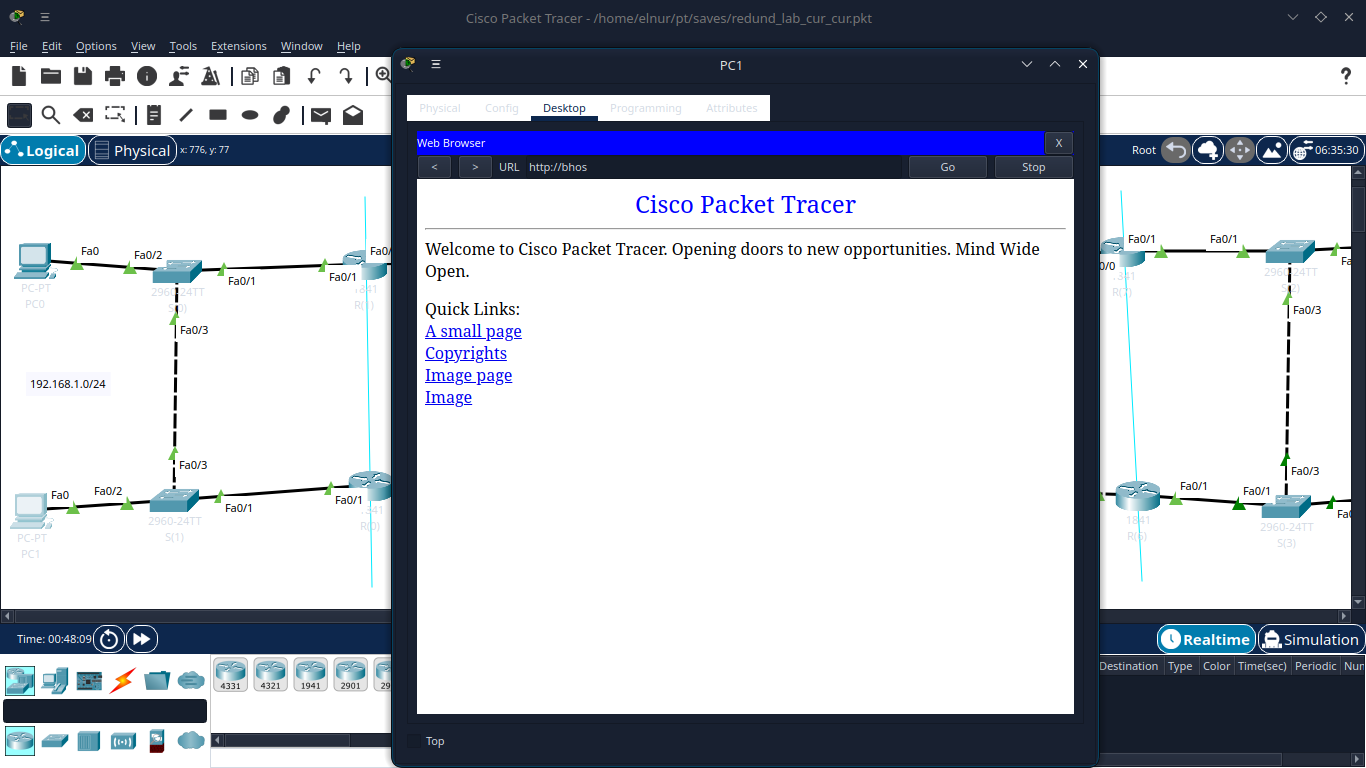 Cisco Packet Tracer - /home/elnur/pt/saves/redund_lab_cur_cur.pkt
File Edit Options View Tools Extensions Window Help
PC1
Physical Config Desktop Programming Attributes
Web Browser
X
< > URL http://bhos Go Stop
Cisco Packet Tracer
Welcome to Cisco Packet Tracer. Opening doors to new opportunities. Mind Wide
Open.
Quick Links:
A small page
Copyrights
Image page
Image
Top
Logical Physical x: 776, y: 77
Root 06:35:30
Fa0 Fa0/2
Fa0/1 Fa0/1
PC-PT
PC0
2960-24TT
Fa0/3
192.168.1.0/24
Fa0/3
Fa0 Fa0/2
Fa0/1 Fa0/1
PC-PT
PC1
2960-24TT
S(1)
Fa0/1 Fa0/1
2960-24TT
Fa0/3
Fa0/3
Fa0/1 Fa0/1
1841
2960-24TT
S(3)
Time: 00:48:09
Realtime Simulation
4331 4321 1941 2901
Destination Type Color Time(sec) Periodic